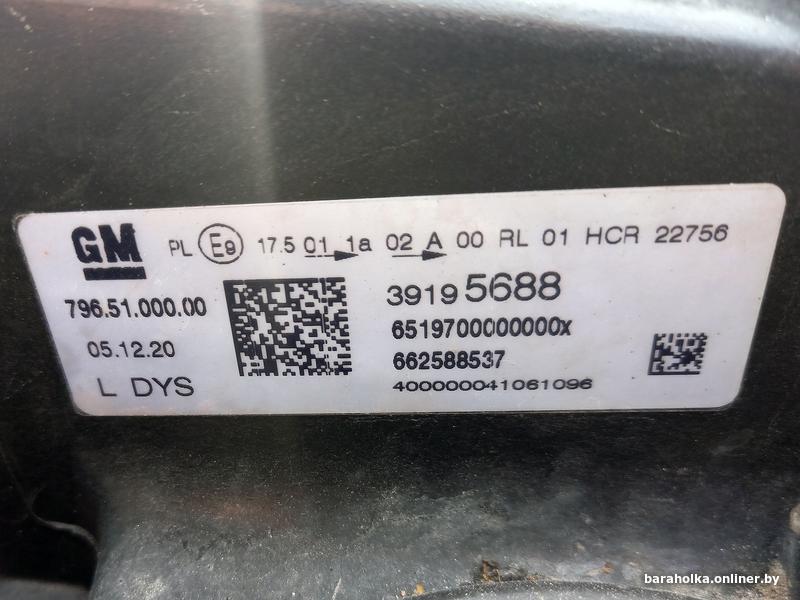 GM PL E9 17.5 01 1a 02 A 00 RL 01 HCR 22756
796.51.000.00
05.12.20
L DYS
39195688
6519700000000x
662588537
400000041061096
baraholka.onliner.by